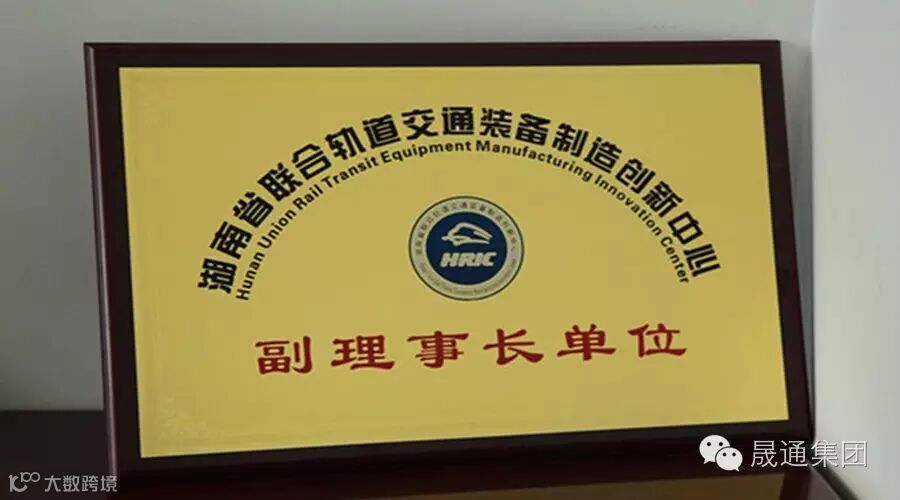 湖南省联合轨道交通装备制造创新中心
Hunan Union Rail Transit Equipment Manufacturing Innovation Center
HRIC
副理事长单位
晟通集团
大数跨境